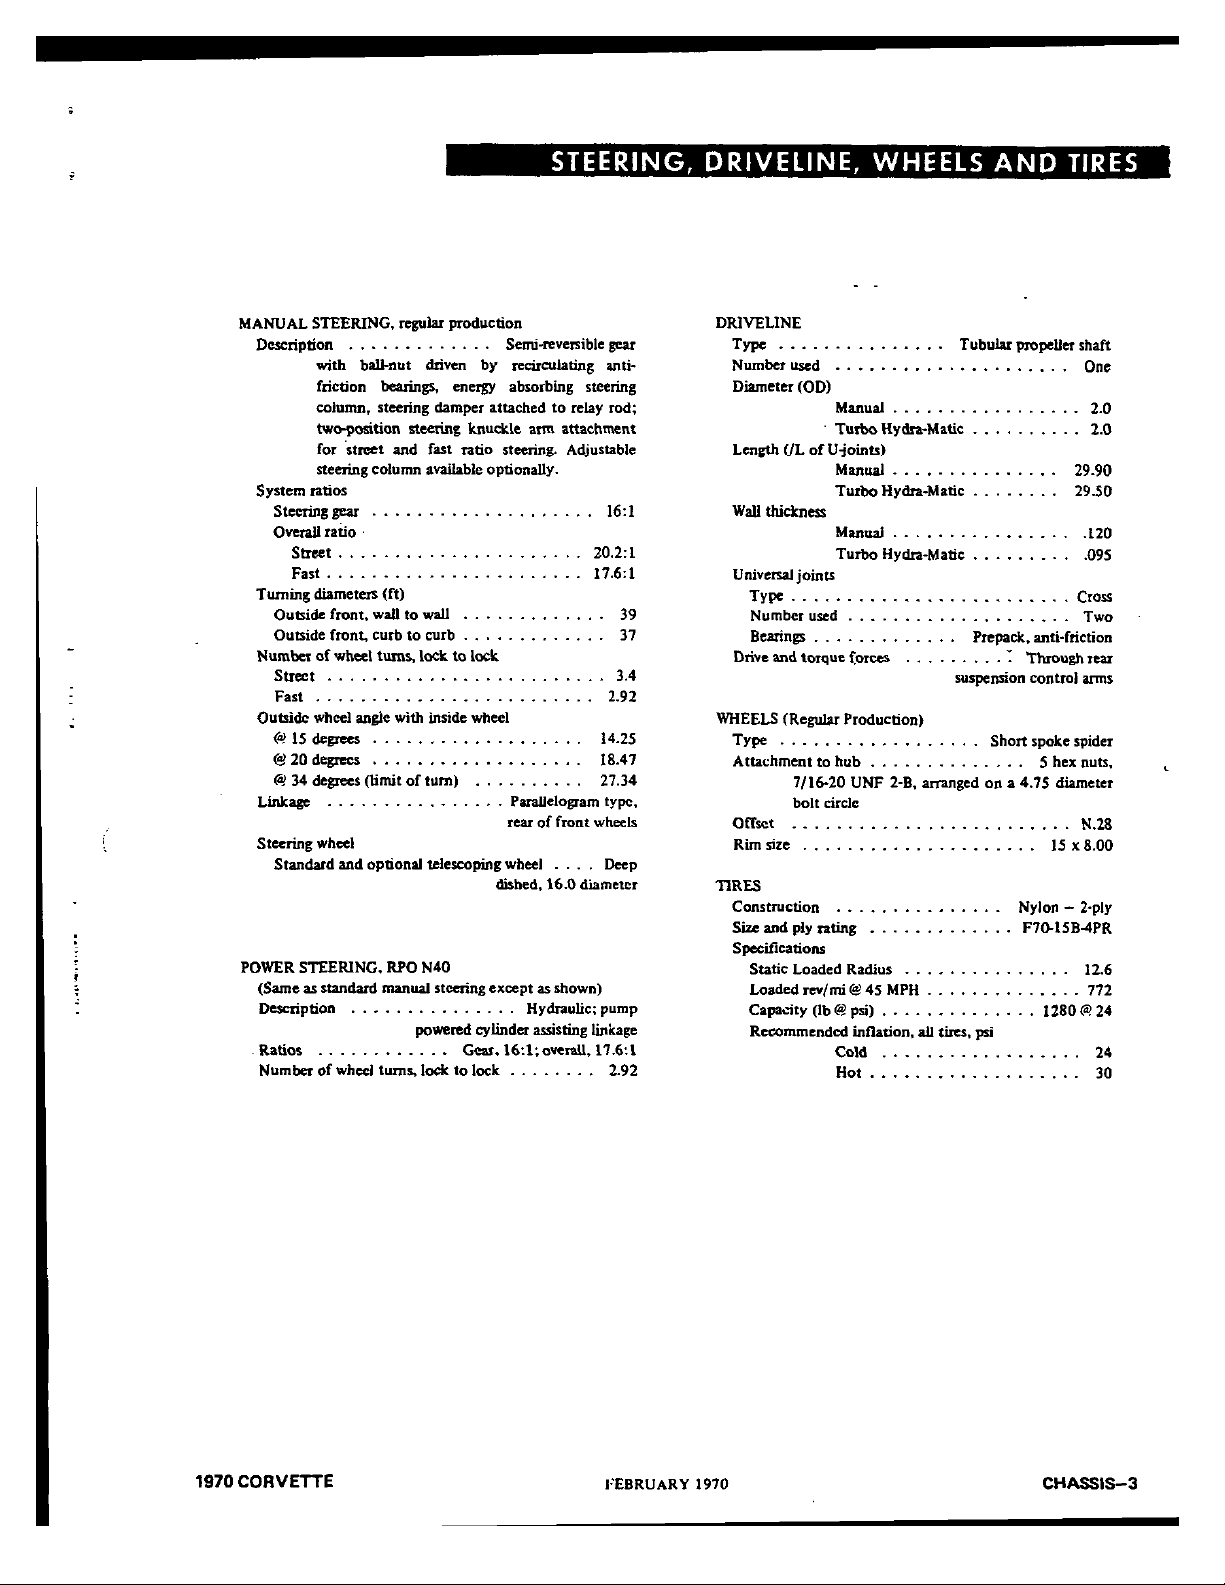 STEERING, DRIVELINE, WHEELS AND TIRES
MANUAL STEERING, regular production
Description . . . . . . . . . . . . . Semi-reversible gear
with ball-nut driven by recirculating anti-
friction bearings, energy absorbing steering
column, steering damper attached to relay rod;
two-position steering knuckle arm attachment
for street and fast ratio steering. Adjustable
steering column available optionally.
System ratios
Steering gear . . . . . . . . . . . . . . . . . . . . 16:1
Overall ratio
Street . . . . . . . . . . . . . . . . . . . . . . 20.2:1
Fast . . . . . . . . . . . . . . . . . . . . . . . 17.6:1
Turning diameters (ft)
Outside front, wall to wall . . . . . . . . . . . . . 39
Outside front, curb to curb . . . . . . . . . . . . . 37
Number of wheel turns, lock to lock
Street . . . . . . . . . . . . . . . . . . . . . . . . . 3.4
Fast . . . . . . . . . . . . . . . . . . . . . . . . . 2.92
Outside wheel angle with inside wheel
@ 15 degrees . . . . . . . . . . . . . . . . . . . 14.25
@ 20 degrees . . . . . . . . . . . . . . . . . . . 18.47
@ 34 degrees (limit of turn) . . . . . . . . . . 27.34
Linkage . . . . . . . . . . . . . . . . Parallelogram type,
rear of front wheels
Steering wheel
Standard and optional telescoping wheel . . . . Deep
dished, 16.0 diameter
POWER STEERING, RPO N40
(Same as standard manual steering except as shown)
Description . . . . . . . . . . . . . . . Hydraulic; pump
powered cylinder assisting linkage
Ratios . . . . . . . . . . . . Gear, 16:1; overall, 17.6:1
Number of wheel turns, lock to lock . . . . . . . . 2.92
DRIVELINE
Type . . . . . . . . . . . . . . . Tubular propeller shaft
Number used . . . . . . . . . . . . . . . . . . . . . One
Diameter (OD)
Manual . . . . . . . . . . . . . . . . . 2.0
Turbo Hydra-Matic . . . . . . . . . . 2.0
Length (/L of U-joints)
Manual . . . . . . . . . . . . . . . 29.90
Turbo Hydra-Matic . . . . . . . . 29.50
Wall thickness
Manual . . . . . . . . . . . . . . . . .120
Turbo Hydra-Matic . . . . . . . . . .095
Universal joints
Type . . . . . . . . . . . . . . . . . . . . . . . . . Cross
Number used . . . . . . . . . . . . . . . . . . . . Two
Bearings . . . . . . . . . . . . . Prepack, anti-friction
Drive and torque forces . . . . . . . . . . Through rear
suspension control arms
WHEELS (Regular Production)
Type . . . . . . . . . . . . . . . . . . Short spoke spider
Attachment to hub . . . . . . . . . . . . . . 5 hex nuts,
7/16-20 UNF 2-B, arranged on a 4.75 diameter
bolt circle
Offset . . . . . . . . . . . . . . . . . . . . . . . . . N.28
Rim size . . . . . . . . . . . . . . . . . . . . . 15 x 8.00
TIRES
Construction . . . . . . . . . . . . . . . Nylon – 2-ply
Size and ply rating . . . . . . . . . . . . . F70-15B-4PR
Specifications
Static Loaded Radius . . . . . . . . . . . . . . . 12.6
Loaded rev/mi @ 45 MPH . . . . . . . . . . . . . . 772
Capacity (lb @ psi) . . . . . . . . . . . . . . 1280 @ 24
Recommended inflation, all tires, psi
Cold . . . . . . . . . . . . . . . . . . 24
Hot . . . . . . . . . . . . . . . . . . . 30
1970 CORVETTE FEBRUARY 1970 CHASSIS–3